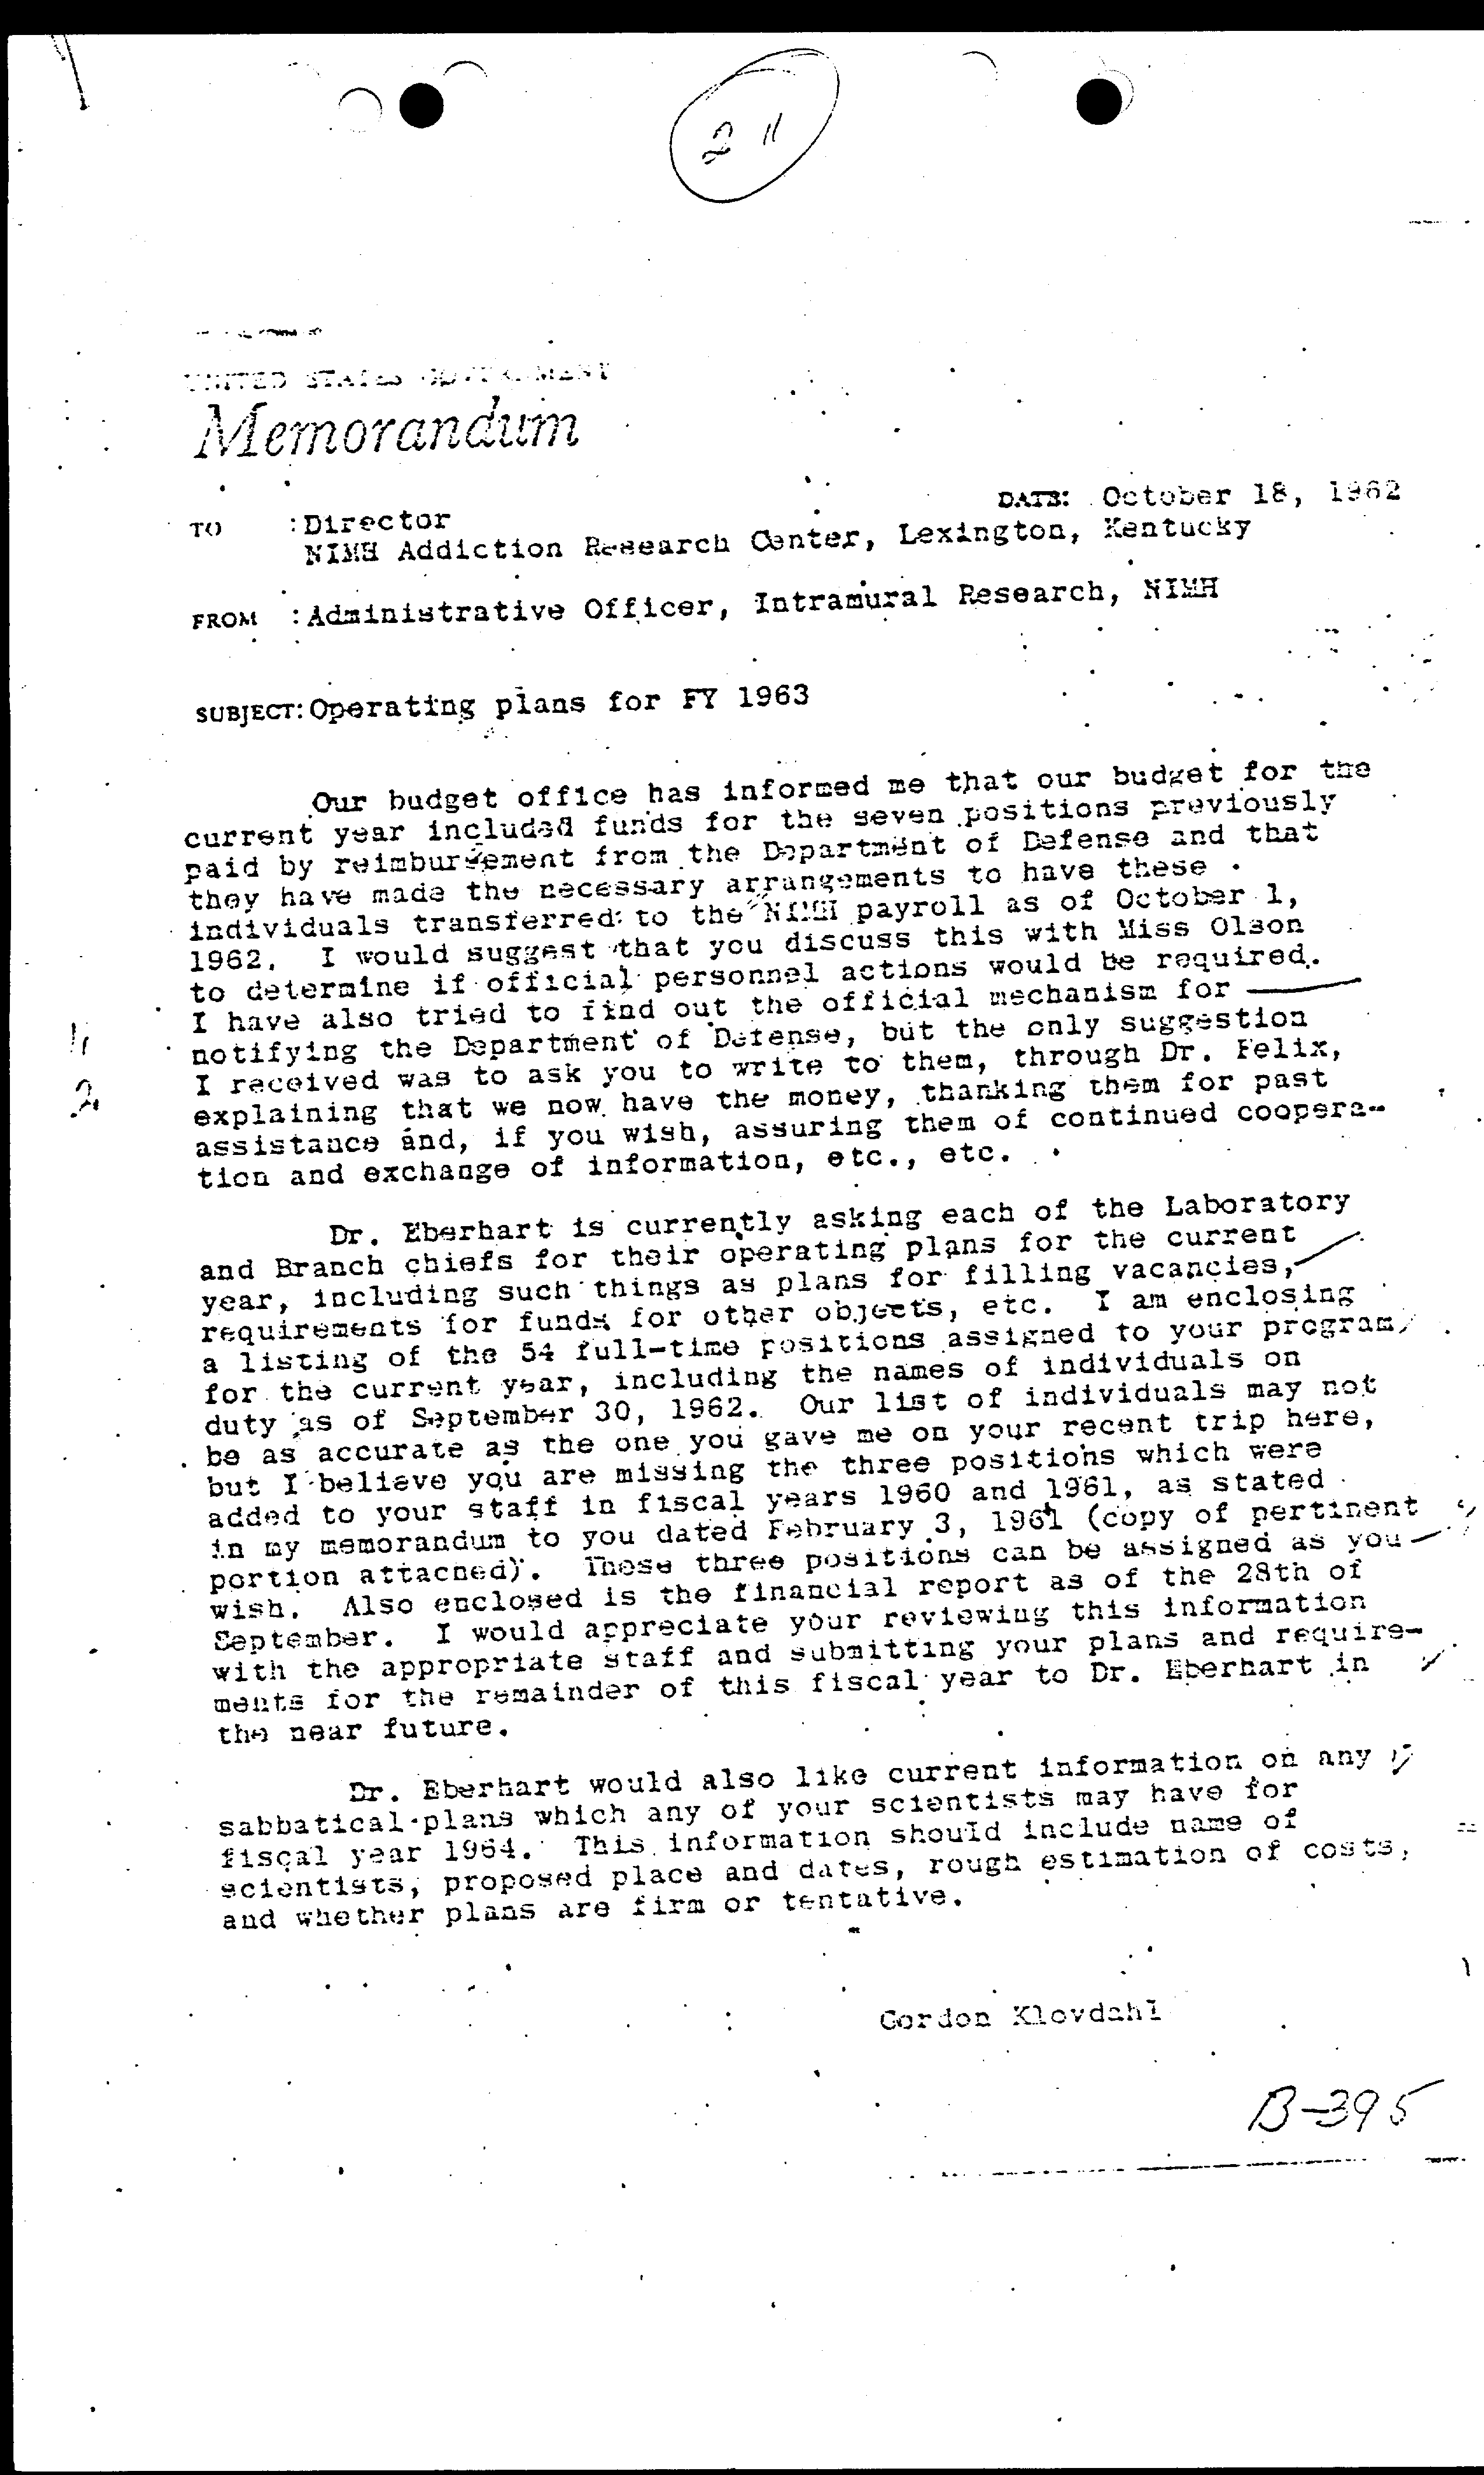 2 11
UNITED STATES GOVERNMENT
Memorandum
DATE: October 18, 1962
TO :Director
NIMH Addiction Research Center, Lexington, Kentucky
FROM :Administrative Officer, Intramural Research, NIMH
SUBJECT: Operating plans for FY 1963
Our budget office has informed me that our budget for the
current year included funds for the seven positions previously
paid by reimbursement from the Department of Defense and that
they have made the necessary arrangements to have these
individuals transferred to the NIMH payroll as of October 1,
1962. I would suggest that you discuss this with Miss Olson
to determine if official personnel actions would be required.
I have also tried to find out the official mechanism for
notifying the Department of Defense, but the only suggestion
I received was to ask you to write to them, through Dr. Felix,
explaining that we now have the money, thanking them for past
assistance and, if you wish, assuring them of continued coopera-
tion and exchange of information, etc., etc.
Dr. Eberhart is currently asking each of the Laboratory
and Branch chiefs for their operating plans for the current
year, including such things as plans for filling vacancies,
requirements for funds for other objects, etc. I am enclosing
a listing of the 54 full-time positions assigned to your program
for the current year, including the names of individuals on
duty as of September 30, 1962. Our list of individuals may not
be as accurate as the one you gave me on your recent trip here,
but I believe you are missing the three positions which were
added to your staff in fiscal years 1960 and 1961, as stated
in my memorandum to you dated February 3, 1961 (copy of pertinent
portion attached). These three positions can be assigned as you
wish. Also enclosed is the financial report as of the 28th of
September. I would appreciate your reviewing this information
with the appropriate staff and submitting your plans and require-
ments for the remainder of this fiscal year to Dr. Eberhart in
the near future.
Dr. Eberhart would also like current information on any
sabbatical plans which any of your scientists may have for
fiscal year 1964. This information should include name of
scientists, proposed place and dates, rough estimation of costs,
and whether plans are firm or tentative.
Gordon Klovdahl
B-395